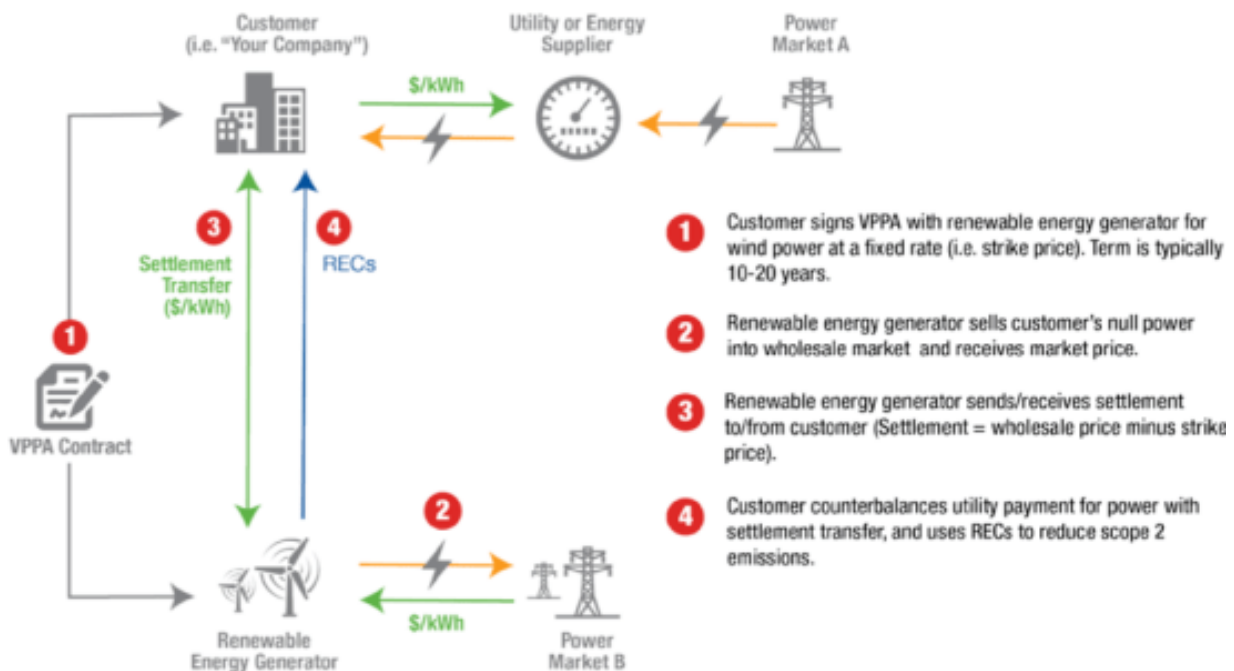 Customer
(i.e. “Your Company”)
Utility or Energy
Supplier
Power
Market A
$/kWh
3
Settlement
Transfer
($/kWh)
4
RECs
1
VPPA Contract
2
$/kWh
Renewable
Energy Generator
Power
Market B
1
Customer signs VPPA with renewable energy generator for
wind power at a fixed rate (i.e. strike price). Term is typically
10-20 years.
2
Renewable energy generator sells customer’s null power
into wholesale market and receives market price.
3
Renewable energy generator sends/receives settlement
to/from customer (Settlement = wholesale price minus strike
price).
4
Customer counterbalances utility payment for power with
settlement transfer, and uses RECs to reduce scope 2
emissions.